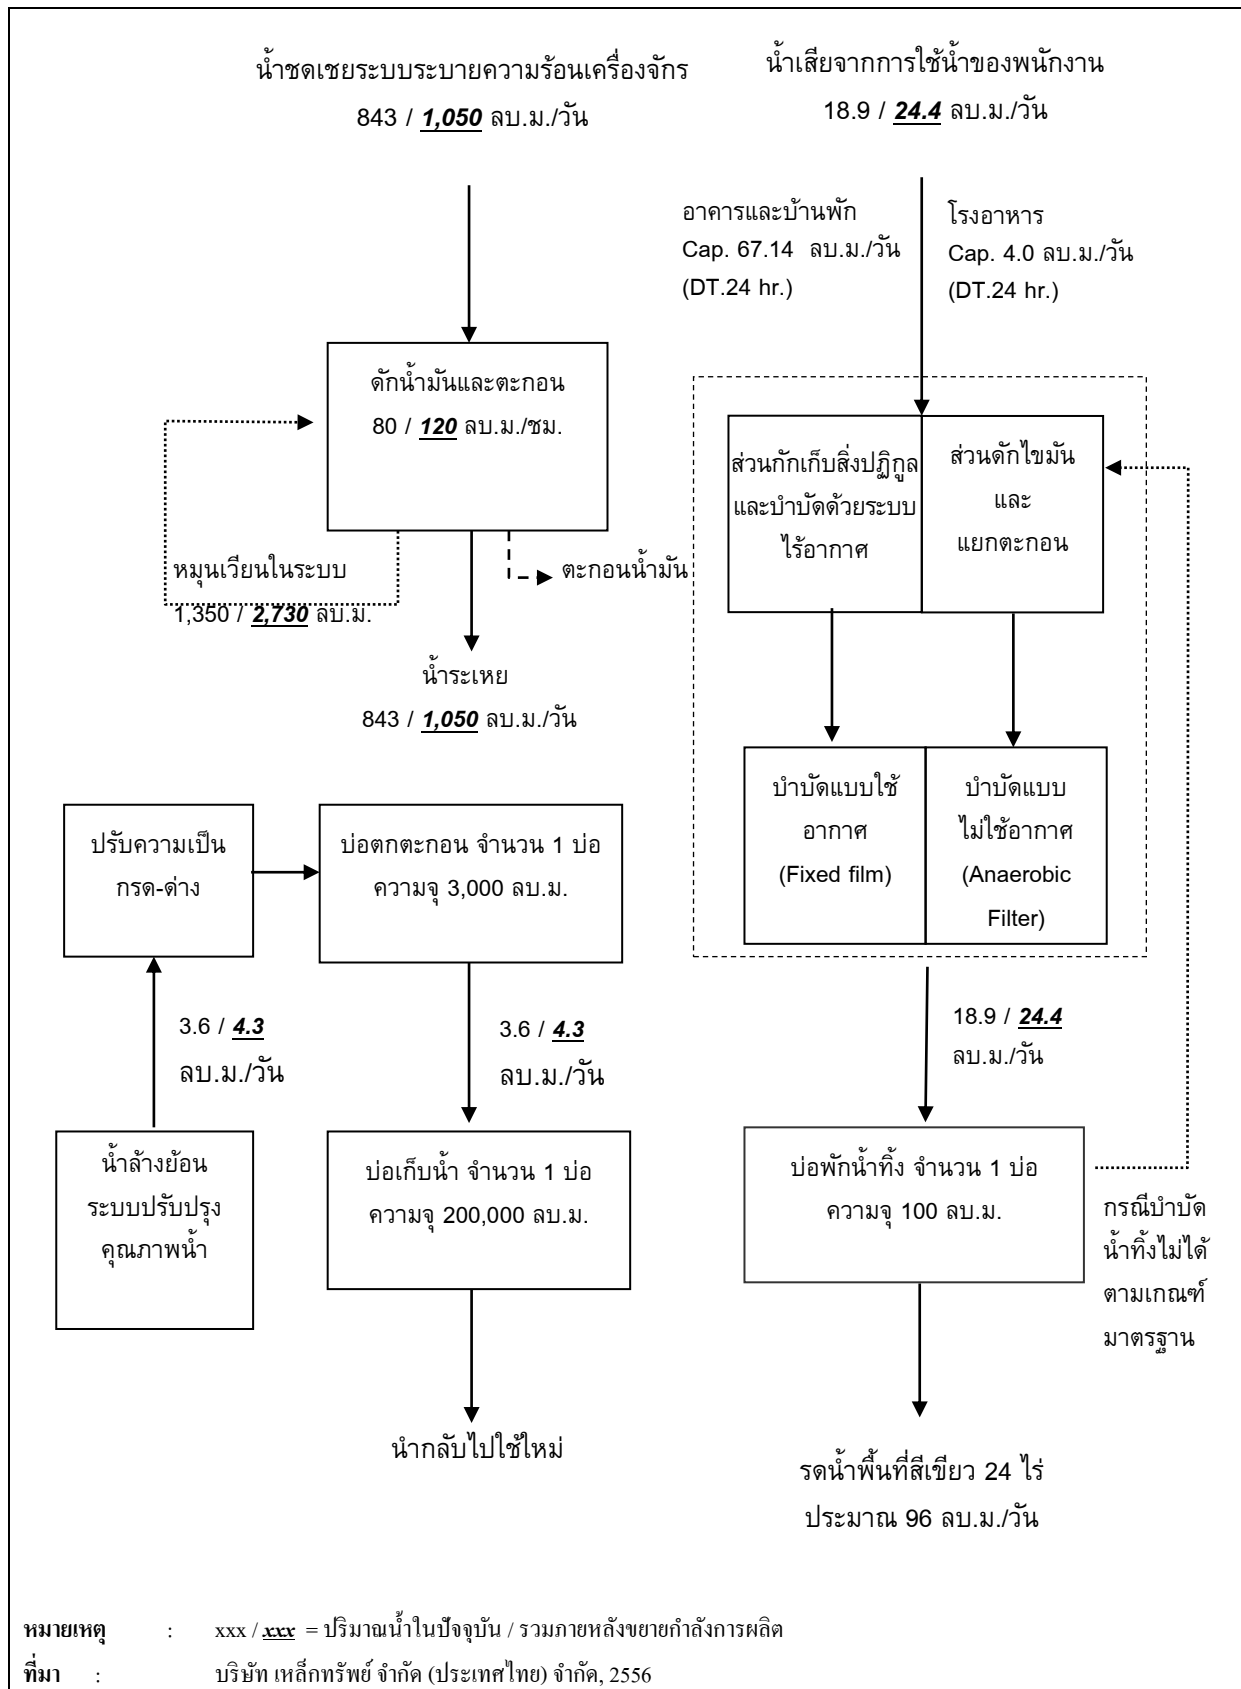 น้ำชดเชยระบบระบายความร้อนเครื่องจักร
843 / 1,050 ลบ.ม./วัน
น้ำเสียจากการใช้น้ำของพนักงาน
18.9 / 24.4 ลบ.ม./วัน
อาคารและบ้านพัก
Cap. 67.14 ลบ.ม./วัน
(DT.24 hr.)
โรงอาหาร
Cap. 4.0 ลบ.ม./วัน
(DT.24 hr.)
ดักน้ำมันและตะกอน
80 / 120 ลบ.ม./ชม.
ส่วนกักเก็บสิ่งปฏิกูล
และบำบัดด้วยระบบ
ไร้อากาศ
ส่วนดักไขมัน
และ
แยกตะกอน
หมุนเวียนในระบบ
1,350 / 2,730 ลบ.ม.
ตะกอนน้ำมัน
น้ำระเหย
843 / 1,050 ลบ.ม./วัน
บำบัดแบบใช้
อากาศ
(Fixed film)
บำบัดแบบ
ไม่ใช้อากาศ
(Anaerobic
Filter)
ปรับความเป็น
กรด-ด่าง
บ่อตกตะกอน จำนวน 1 บ่อ
ความจุ 3,000 ลบ.ม.
3.6 / 4.3
ลบ.ม./วัน
3.6 / 4.3
ลบ.ม./วัน
18.9 / 24.4
ลบ.ม./วัน
น้ำล้างย้อน
ระบบปรับปรุง
คุณภาพน้ำ
บ่อเก็บน้ำ จำนวน 1 บ่อ
ความจุ 200,000 ลบ.ม.
บ่อพักน้ำทิ้ง จำนวน 1 บ่อ
ความจุ 100 ลบ.ม.
กรณีบำบัด
น้ำทิ้งไม่ได้
ตามเกณฑ์
มาตรฐาน
นำกลับไปใช้ใหม่
รดน้ำพื้นที่สีเขียว 24 ไร่
ประมาณ 96 ลบ.ม./วัน
หมายเหตุ : xxx / xxx = ปริมาณน้ำในปัจจุบัน / รวมภายหลังขยายกำลังการผลิต
ที่มา : บริษัท เหล็กทรัพย์ จำกัด (ประเทศไทย) จำกัด, 2556